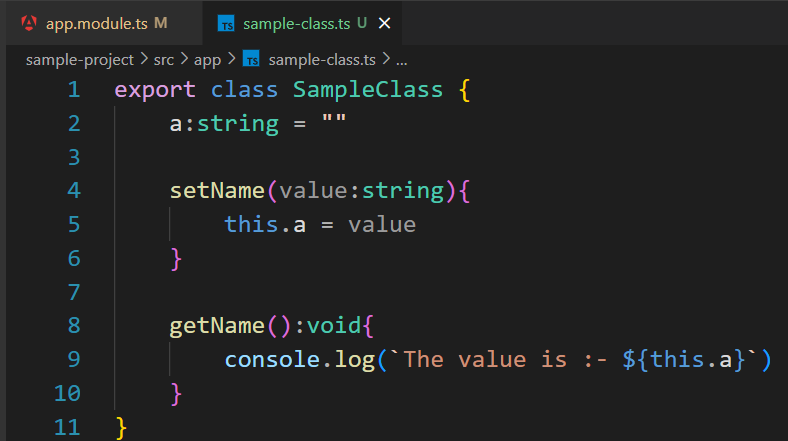 app.module.ts M
TS sample-class.ts U ×
sample-project > src > app > TS sample-class.ts > ...
1 export class SampleClass {
2     a:string = ""
3
4     setName(value:string){
5         this.a = value
6     }
7
8     getName():void{
9         console.log(`The value is :- ${this.a}`)
10     }
11 }